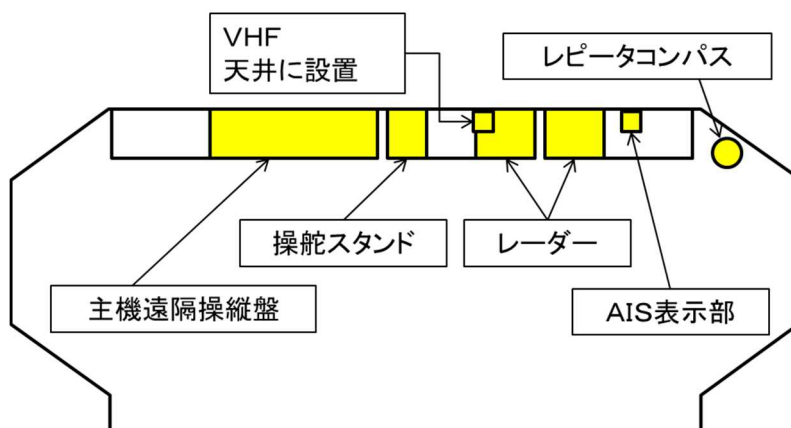 VHF
天井に設置
レピータコンパス
操舵スタンド
レーダー
主機遠隔操縦盤
AIS表示部